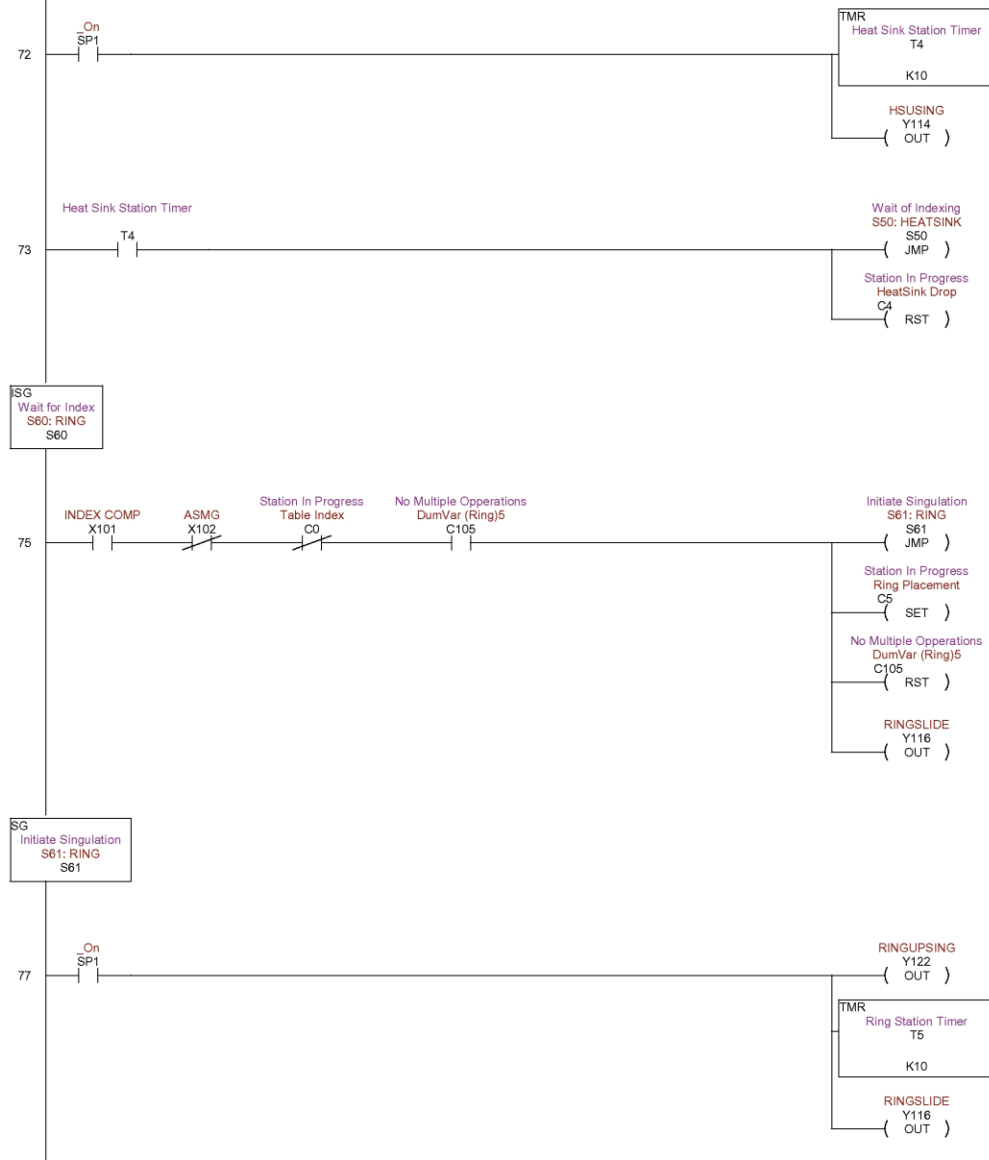 _On
SP1
72
TMR
Heat Sink Station Timer
T4
K10
HSUSING
Y114
OUT
Heat Sink Station Timer
T4
73
Wait of Indexing
S50: HEATSINK
S50
JMP
Station In Progress
HeatSink Drop
C4
RST
ISG
Wait for Index
S60: RING
S60
75
INDEX COMP
X101
ASMG
X102
Station In Progress
Table Index
C0
No Multiple Opperations
DumVar (Ring)5
C105
Initiate Singulation
S61: RING
S61
JMP
Station In Progress
Ring Placement
C5
SET
No Multiple Opperations
DumVar (Ring)5
C105
RST
RINGSLIDE
Y116
OUT
SG
Initiate Singulation
S61: RING
S61
_On
SP1
77
RINGUPSING
Y122
OUT
TMR
Ring Station Timer
T5
K10
RINGSLIDE
Y116
OUT